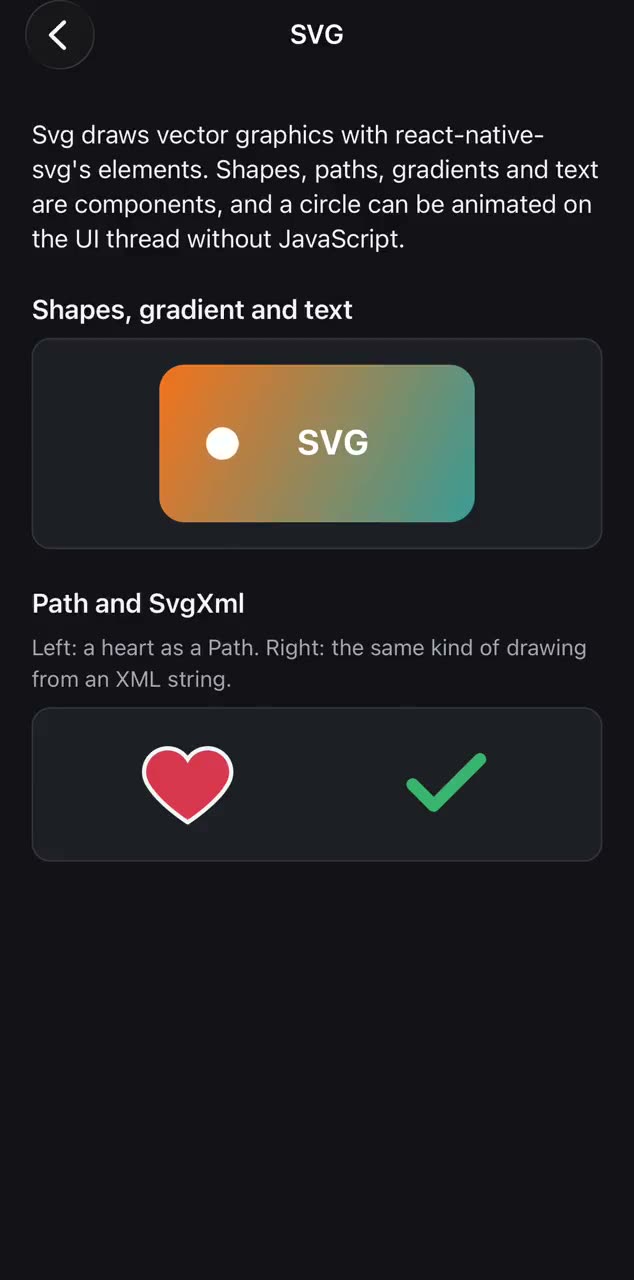 SVG
Svg draws vector graphics with react-native-
svg's elements. Shapes, paths, gradients and text
are components, and a circle can be animated on
the UI thread without JavaScript.
Shapes, gradient and text
SVG
Path and SvgXml
Left: a heart as a Path. Right: the same kind of drawing
from an XML string.